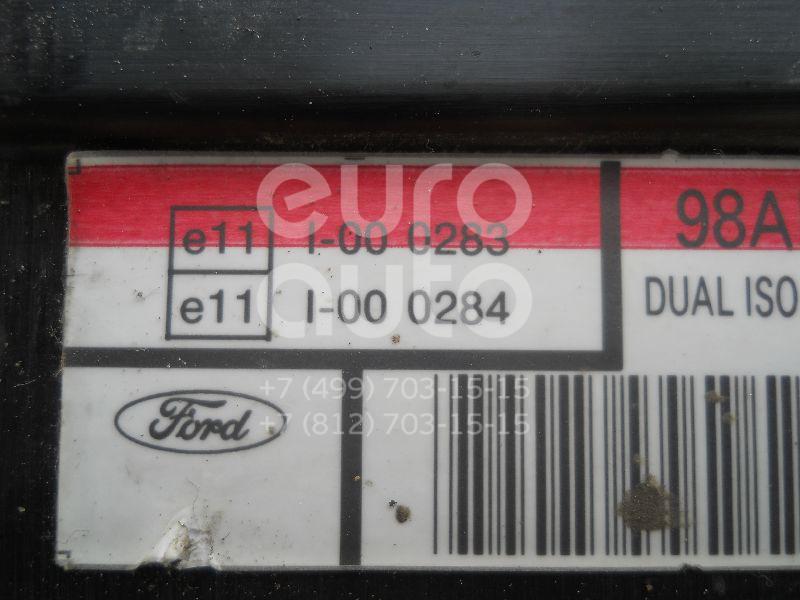 e11 I-00 0283
e11 I-00 0284
98A
DUAL ISO
Ford
euro
auto
+7 (499) 703-15-15
+7 (812) 703-15-15